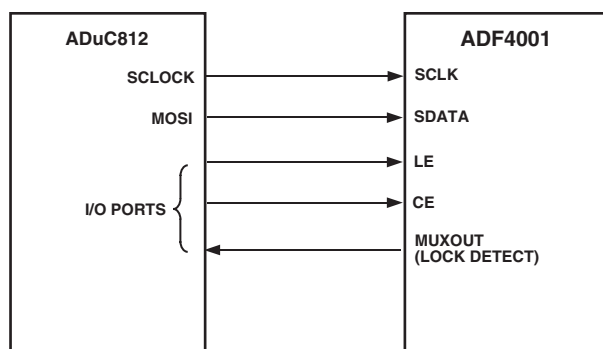 ADuC812
SCLOCK
MOSI
I/O PORTS
ADF4001
SCLK
SDATA
LE
CE
MUXOUT
(LOCK DETECT)